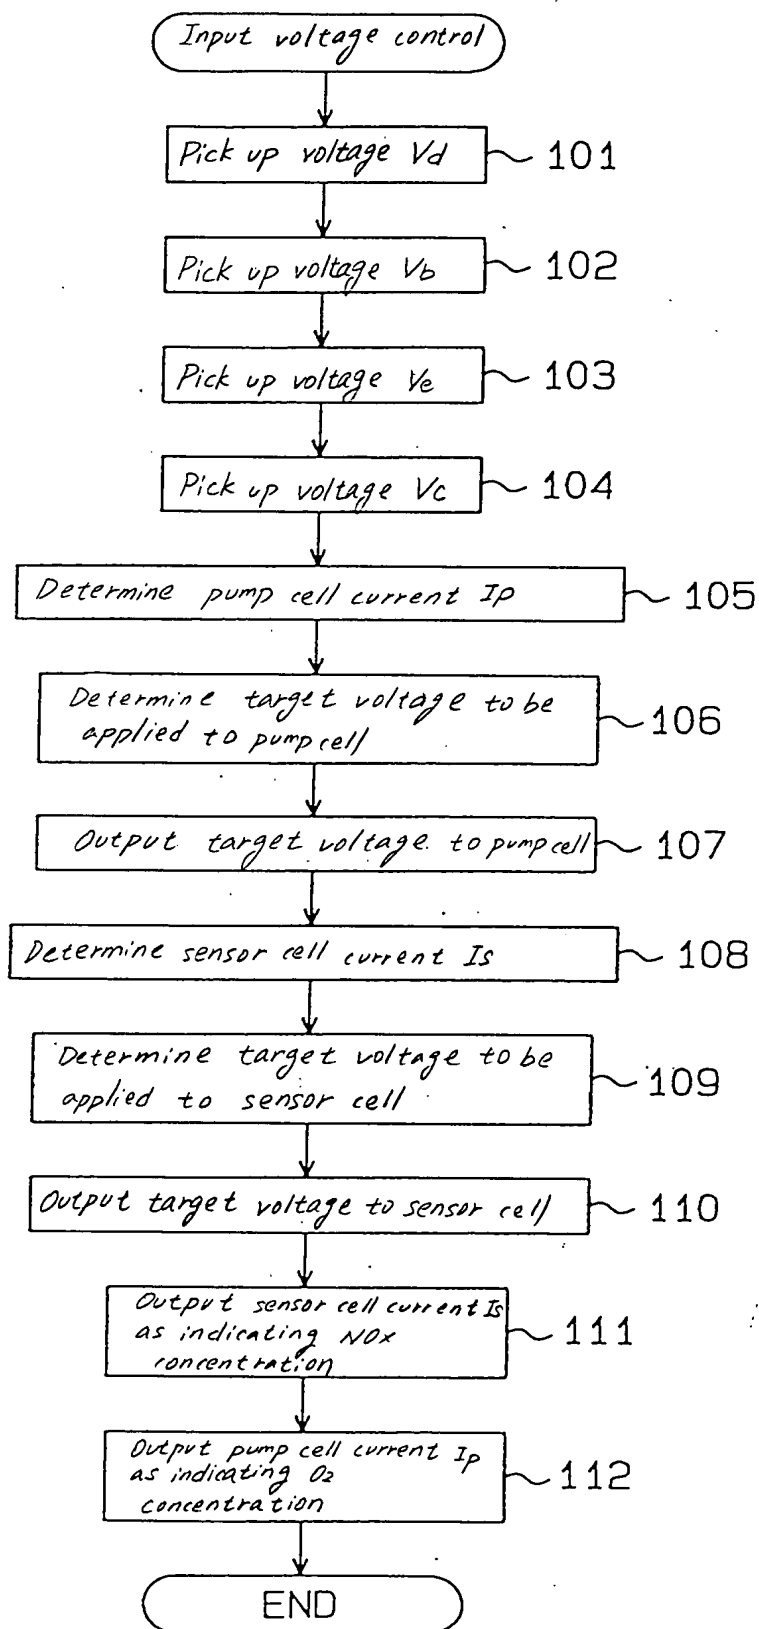 Input voltage control
Pick up voltage Vd
101
Pick up voltage Vb
102
Pick up voltage Ve
103
Pick up voltage Vc
104
Determine pump cell current Ip
105
Determine target voltage to be
applied to pump cell
106
Output target voltage to pump cell
107
Determine sensor cell current Is
108
Determine target voltage to be
applied to sensor cell
109
Output target voltage to sensor cell
110
Output sensor cell current Is
as indicating NOx
concentration
111
Output pump cell current Ip
as indicating O2
concentration
112
END